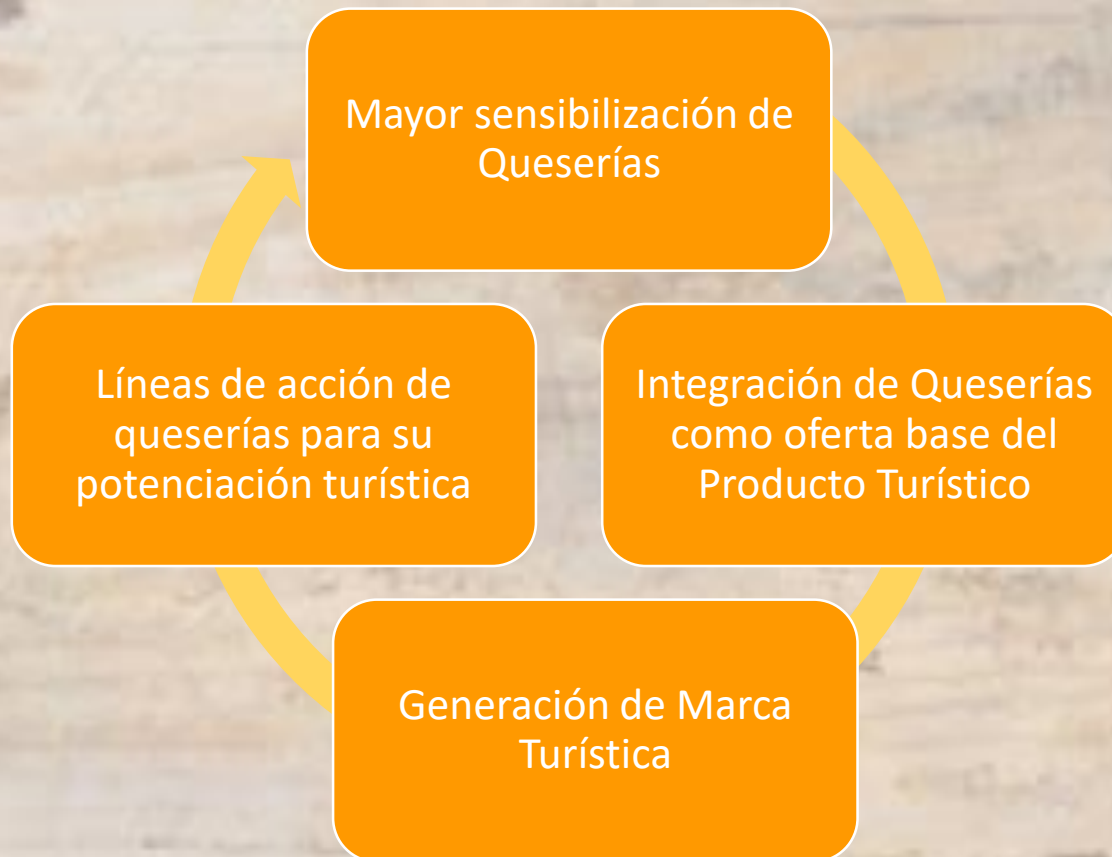 Mayor sensibilización de
Queserías
Integración de Queserías
como oferta base del
Producto Turístico
Generación de Marca
Turística
Líneas de acción de
queserías para su
potenciación turística